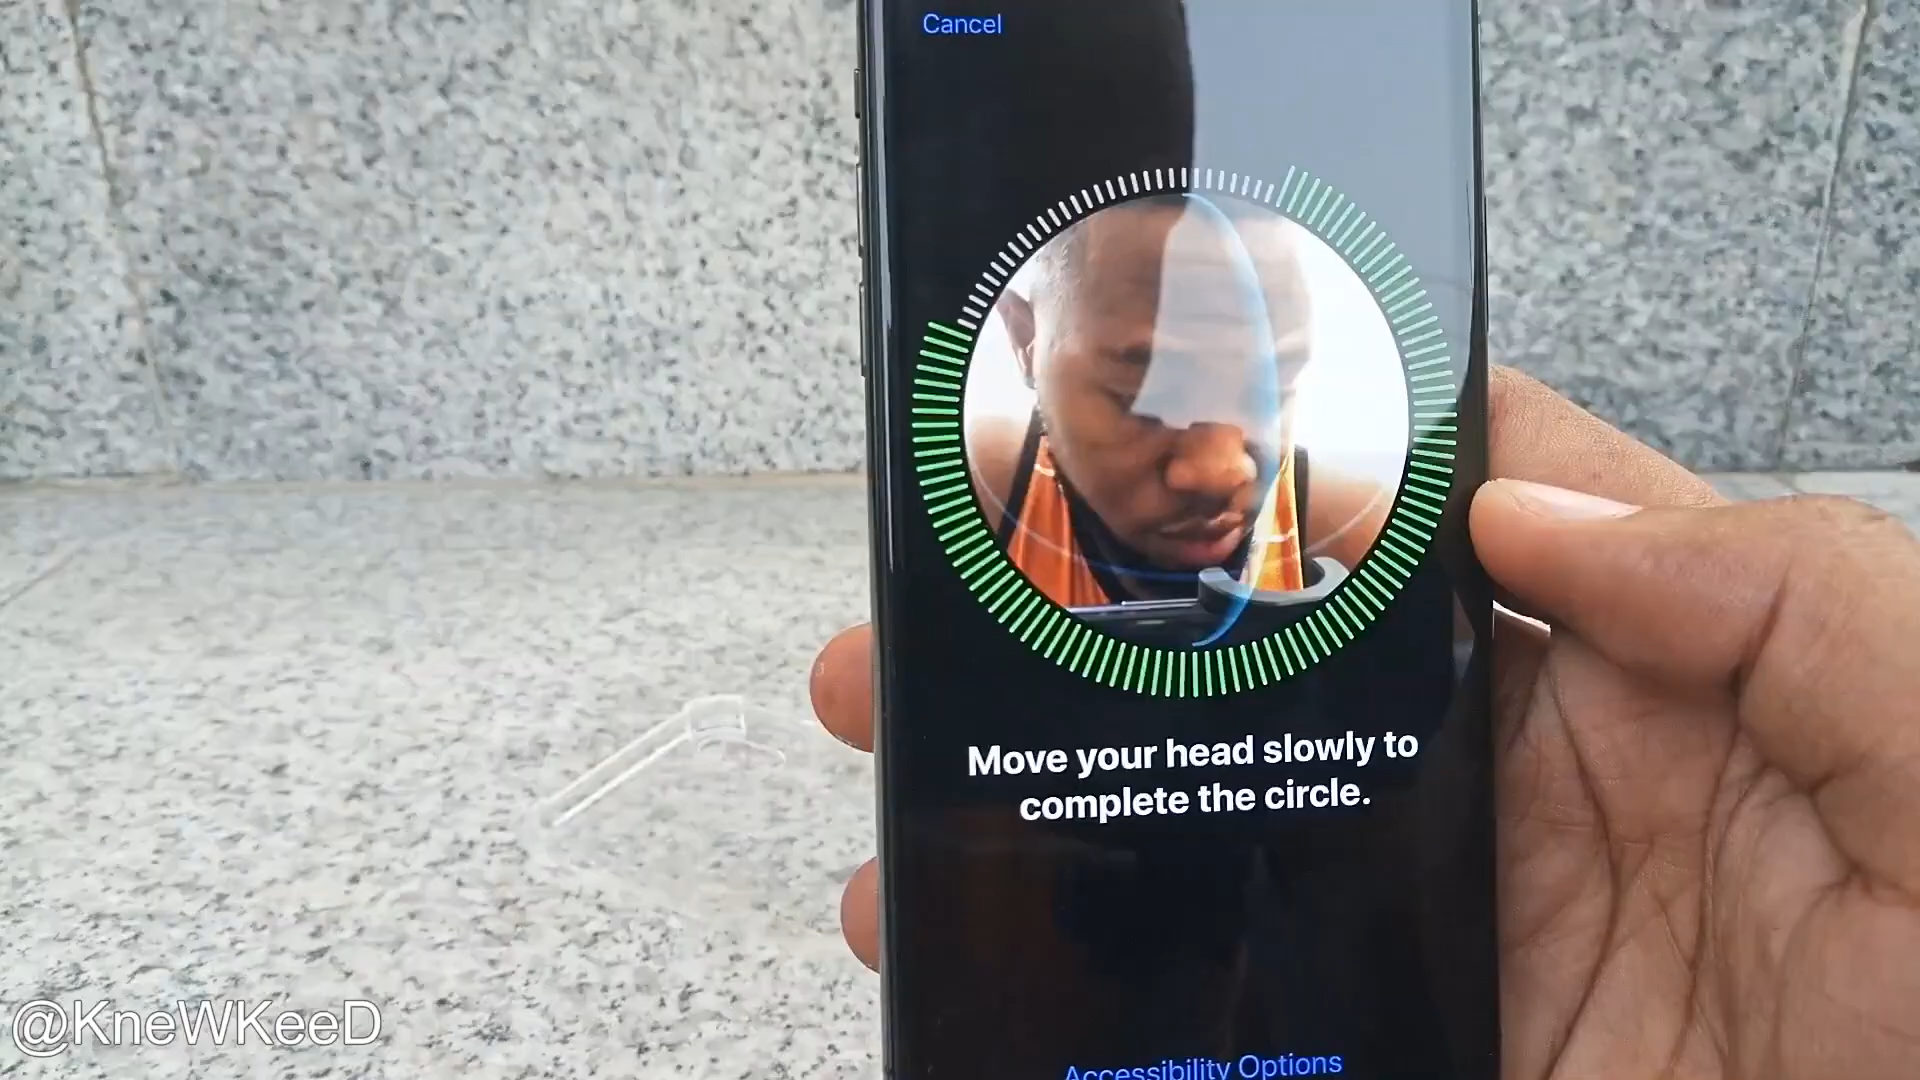 Cancel
Move your head slowly to
complete the circle.
Accessibility Options
@KneWKeeD